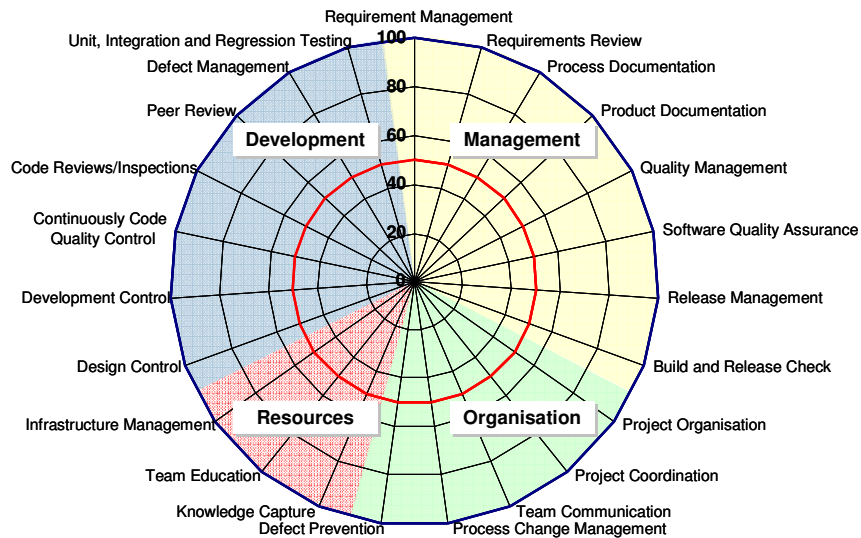 Requirement Management
Unit, Integration and Regression Testing
100
Requirements Review
Defect Management
Process Documentation
80
Peer Review
Product Documentation
60
Development
Management
Code Reviews/Inspections
Quality Management
40
Continuously Code
Quality Control
20
Software Quality Assurance
0
Development Control
Release Management
Design Control
Build and Release Check
Infrastructure Management
Resources
Organisation
Project Organisation
Team Education
Project Coordination
Knowledge Capture
Team Communication
Defect Prevention
Process Change Management